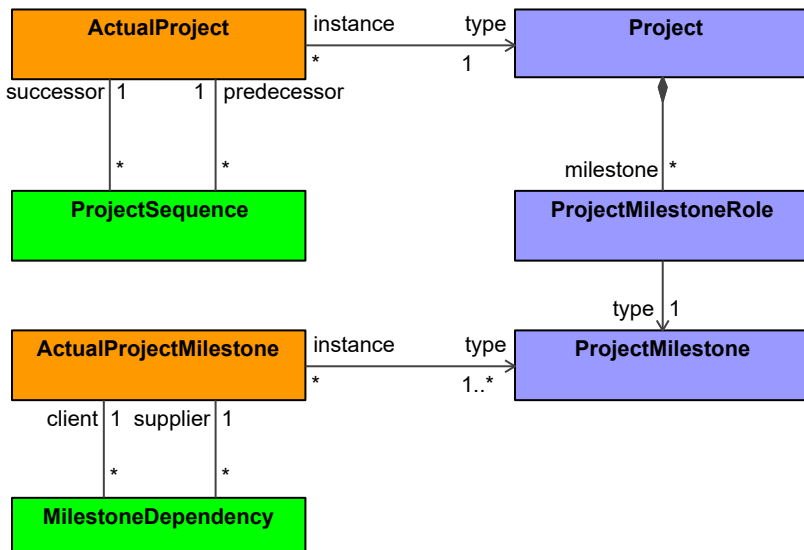 ActualProject
instance
type
Project
*
1
successor
1
1
predecessor
*
*
milestone
*
ProjectSequence
ProjectMilestoneRole
type
1
ActualProjectMilestone
instance
type
ProjectMilestone
*
1..*
client
1
supplier
1
*
*
MilestoneDependency